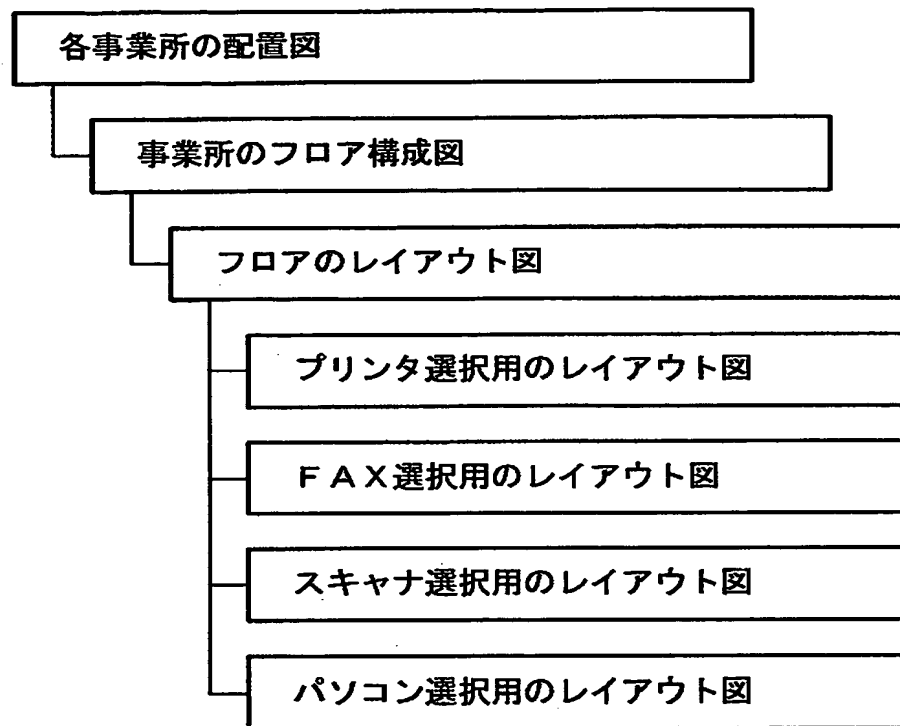 各事業所の配置図
事業所のフロア構成図
フロアのレイアウト図
プリンタ選択用のレイアウト図
ＦＡＸ選択用のレイアウト図
スキャナ選択用のレイアウト図
パソコン選択用のレイアウト図